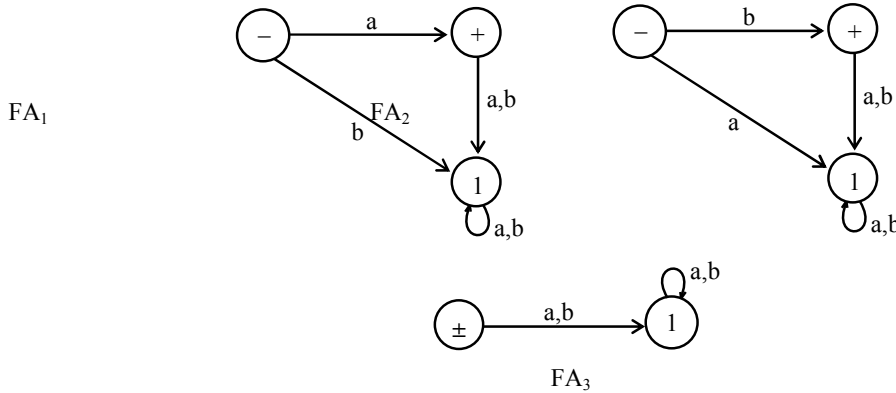 − a + − b +
a,b a,b
FA₁ FA₂
b a
1 1
a,b a,b
a,b
± a,b 1
FA₃